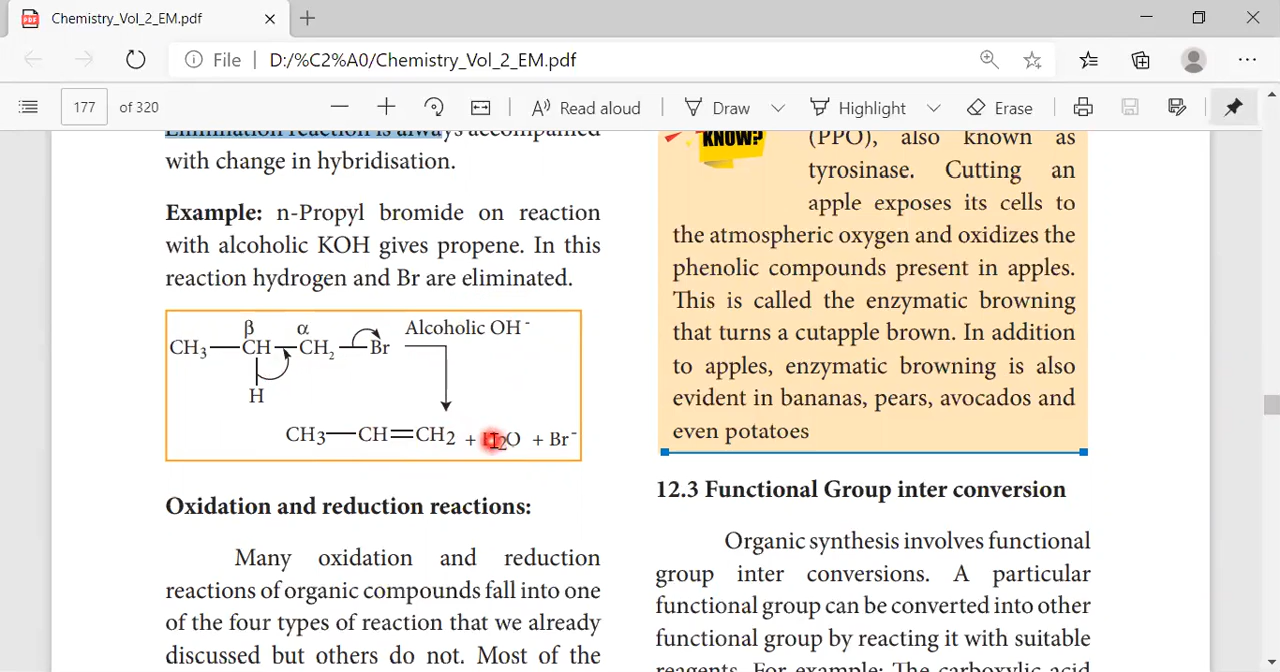 Chemistry_Vol_2_EM.pdf
File D:/%C2%A0/Chemistry_Vol_2_EM.pdf
177 of 320 Read aloud Draw Highlight Erase
Elimination reaction is always accompanied
with change in hybridisation.
Example: n-Propyl bromide on reaction
with alcoholic KOH gives propene. In this
reaction hydrogen and Br are eliminated.
β α
CH3—CH—CH2—Br Alcoholic OH-
H
CH3—CH=CH2 + H2O + Br-
Oxidation and reduction reactions:
Many oxidation and reduction
reactions of organic compounds fall into one
of the four types of reaction that we already
discussed but others do not. Most of the
KNOW?
(PPO), also known as
tyrosinase. Cutting an
apple exposes its cells to
the atmospheric oxygen and oxidizes the
phenolic compounds present in apples.
This is called the enzymatic browning
that turns a cutapple brown. In addition
to apples, enzymatic browning is also
evident in bananas, pears, avocados and
even potatoes
12.3 Functional Group inter conversion
Organic synthesis involves functional
group inter conversions. A particular
functional group can be converted into other
functional group by reacting it with suitable
reagents. For example: The carboxylic acid